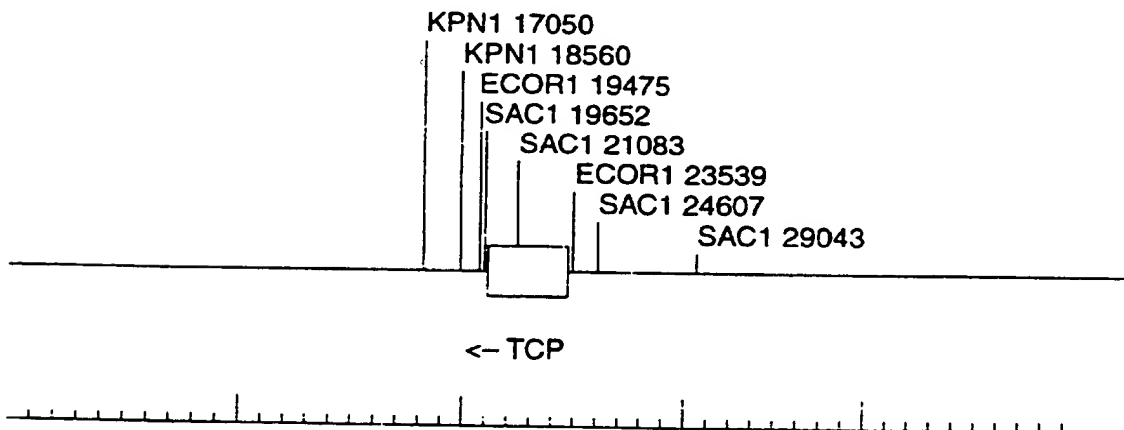 KPN1 17050
KPN1 18560
ECOR1 19475
SAC1 19652
SAC1 21083
ECOR1 23539
SAC1 24607
SAC1 29043
<– TCP